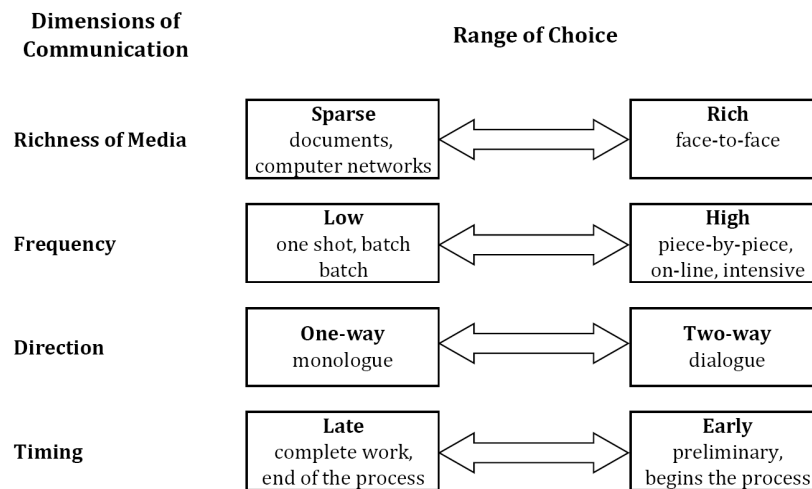 Dimensions of
Communication
Range of Choice
Richness of Media
Sparse
documents,
computer networks
Rich
face-to-face
Frequency
Low
one shot, batch
batch
High
piece-by-piece,
on-line, intensive
Direction
One-way
monologue
Two-way
dialogue
Timing
Late
complete work,
end of the process
Early
preliminary,
begins the process